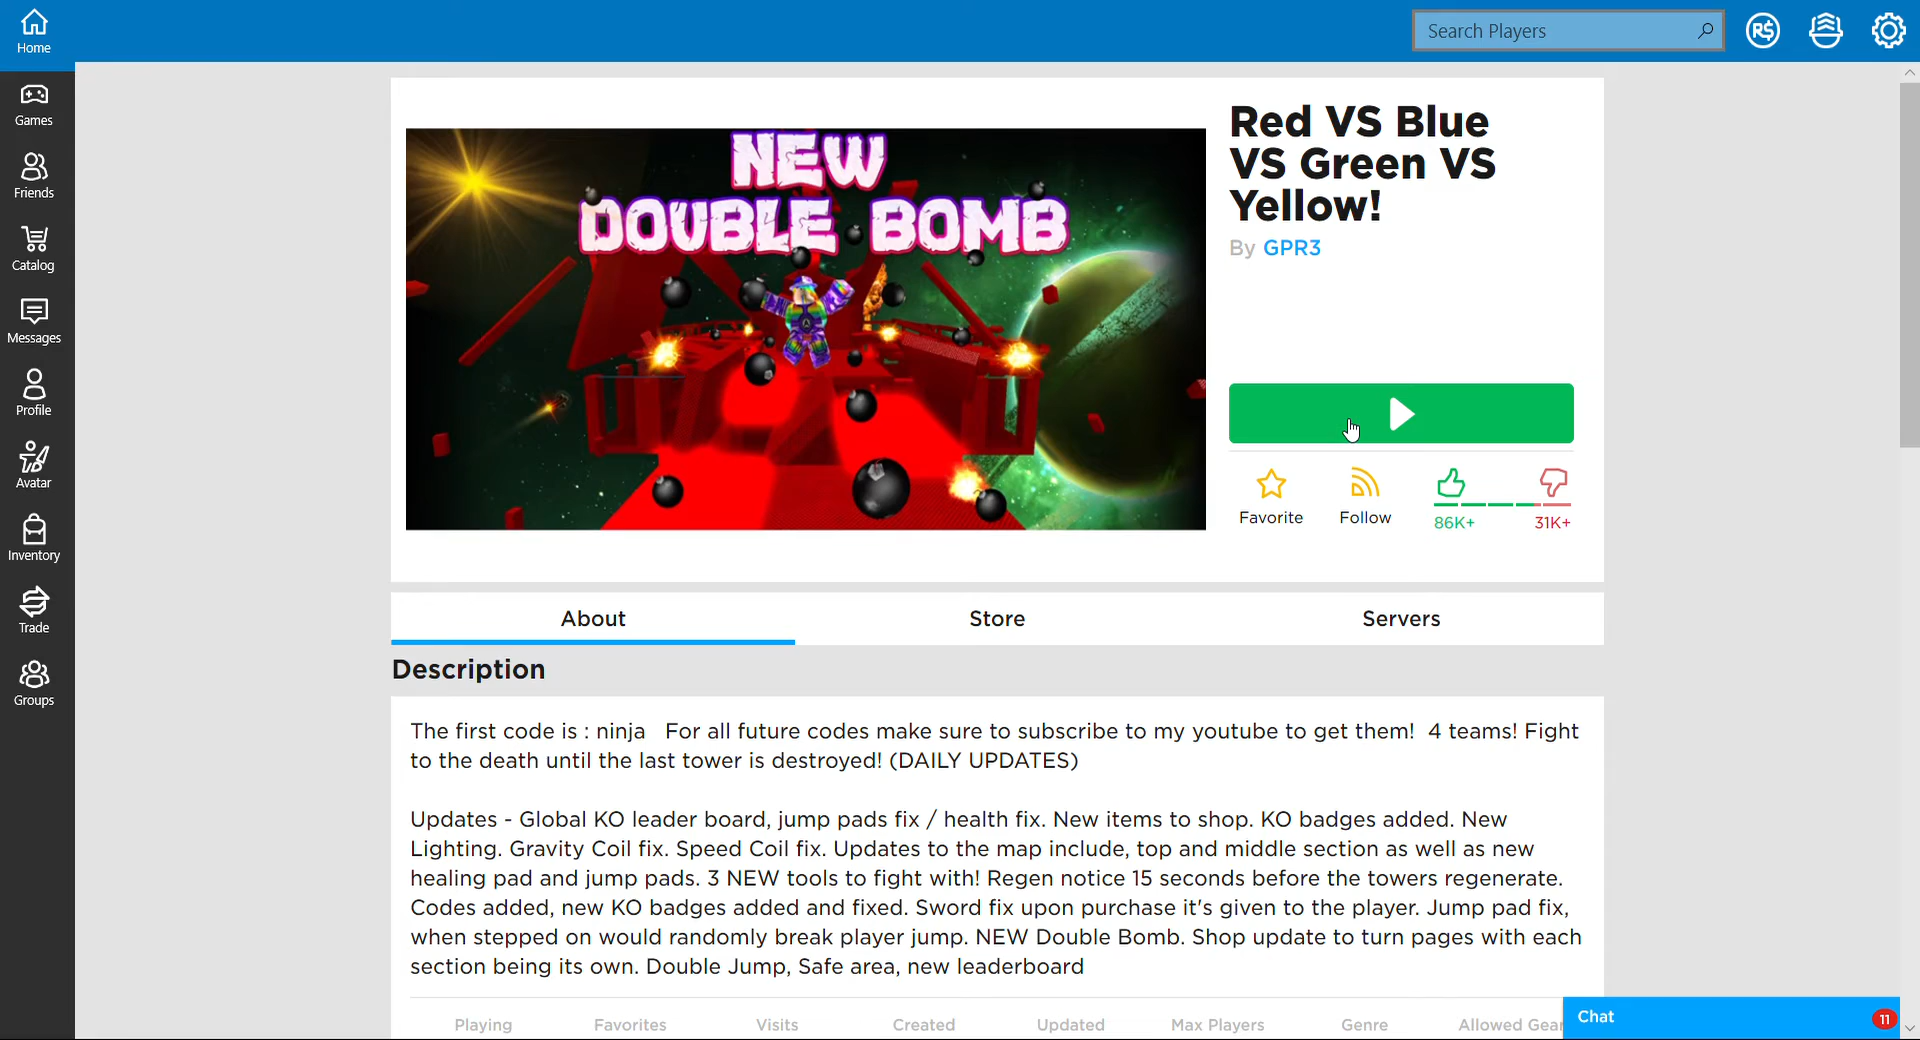 Home
Search Players
R$
Games
Friends
Catalog
Messages
Profile
Avatar
Inventory
Trade
Groups
NEW
DOUBLE BOMB
Red VS Blue
VS Green VS
Yellow!
By GPR3
Favorite
Follow
86K+
31K+
About
Store
Servers
Description
The first code is : ninja   For all future codes make sure to subscribe to my youtube to get them!  4 teams! Fight
to the death until the last tower is destroyed! (DAILY UPDATES)
Updates - Global KO leader board, jump pads fix / health fix. New items to shop. KO badges added. New
Lighting. Gravity Coil fix. Speed Coil fix. Updates to the map include, top and middle section as well as new
healing pad and jump pads. 3 NEW tools to fight with! Regen notice 15 seconds before the towers regenerate.
Codes added, new KO badges added and fixed. Sword fix upon purchase it's given to the player. Jump pad fix,
when stepped on would randomly break player jump. NEW Double Bomb. Shop update to turn pages with each
section being its own. Double Jump, Safe area, new leaderboard
Playing
Favorites
Visits
Created
Updated
Max Players
Genre
Allowed Gear
Chat
11